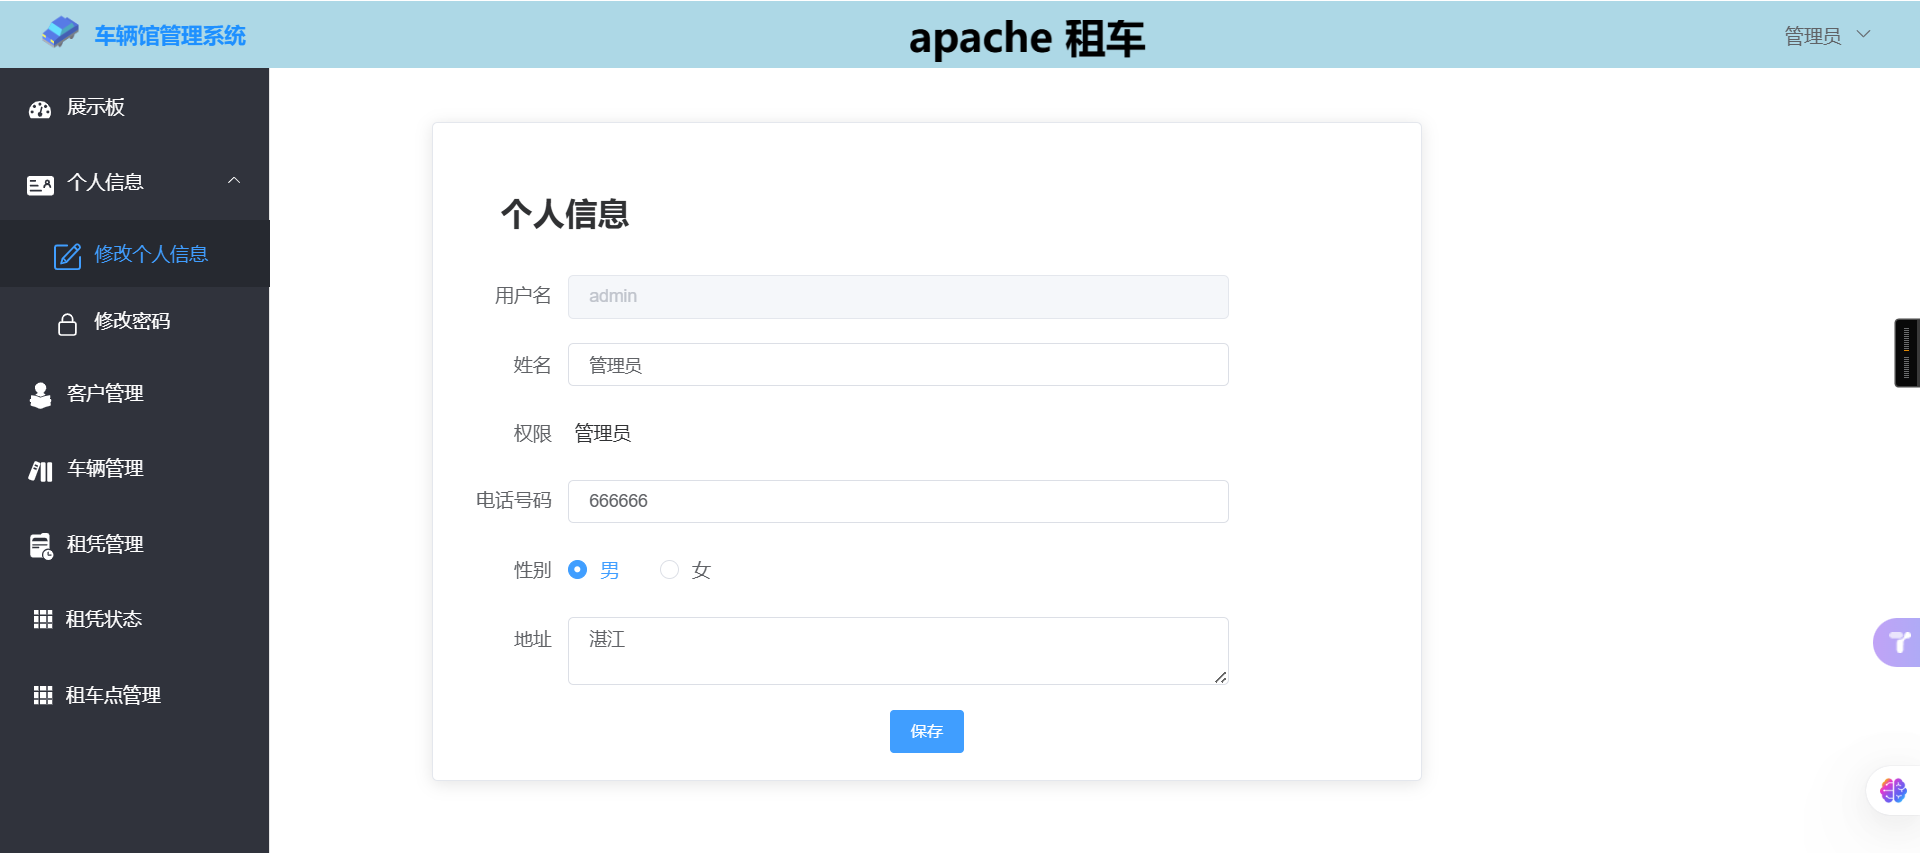 车辆馆管理系统
apache 租车
管理员
展示板
个人信息
修改个人信息
修改密码
客户管理
车辆管理
租凭管理
租凭状态
租车点管理
个人信息
用户名 admin
姓名 管理员
权限 管理员
电话号码 666666
性别 男 女
地址 湛江
保存